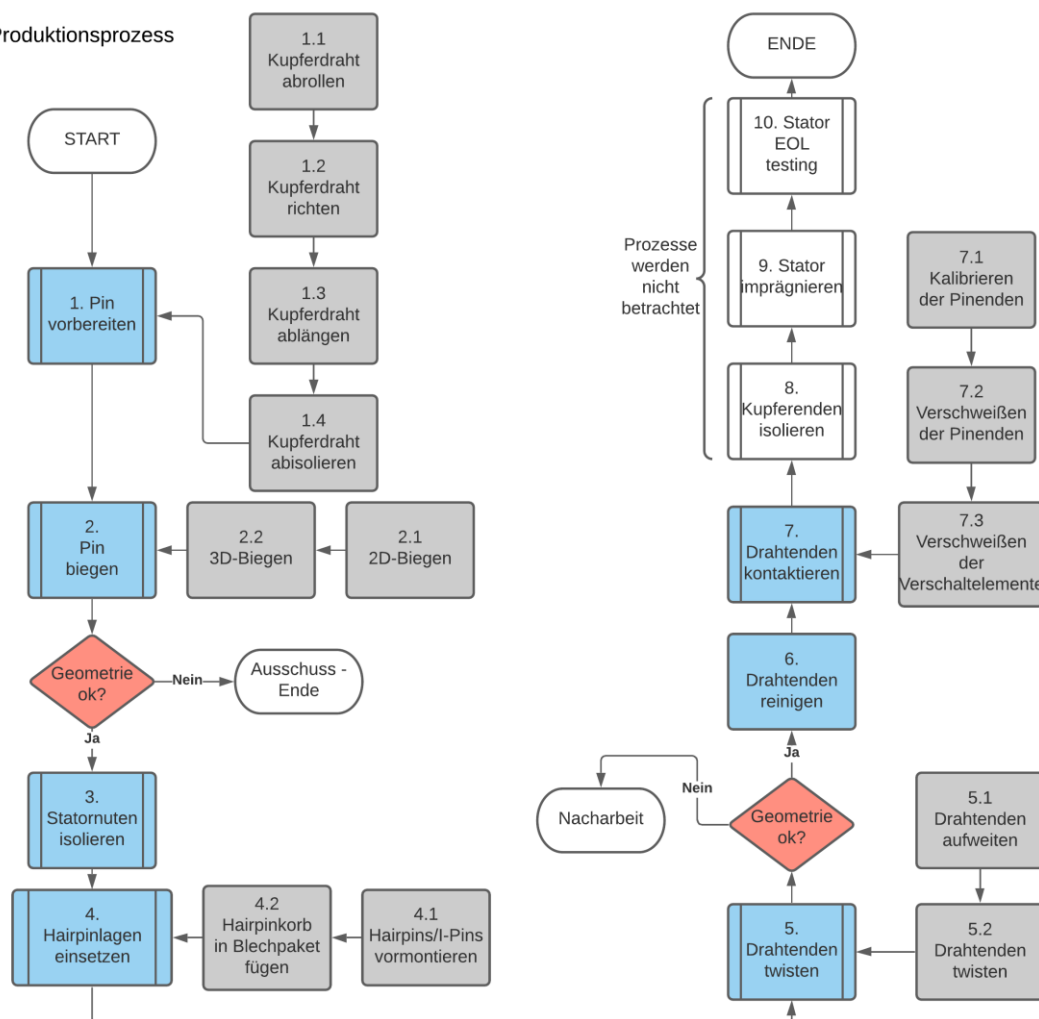 Produktionsprozess
START
1. Pin
vorbereiten
1.1
Kupferdraht
abrollen
1.2
Kupferdraht
richten
1.3
Kupferdraht
ablängen
1.4
Kupferdraht
abisolieren
2.
Pin
biegen
2.2
3D-Biegen
2.1
2D-Biegen
Geometrie
ok?
Nein
Ausschuss -
Ende
Ja
3.
Statornuten
isolieren
4.
Hairpinlagen
einsetzen
4.2
Hairpinkorb
in Blechpaket
fügen
4.1
Hairpins/I-Pins
vormontieren
ENDE
10. Stator
EOL
testing
Prozesse
werden
nicht
betrachtet
9. Stator
imprägnieren
8.
Kupferenden
isolieren
7.1
Kalibrieren
der Pinenden
7.2
Verschweißen
der Pinenden
7.3
Verschweißen
der
Verschaltelemente
7.
Drahtenden
kontaktieren
6.
Drahtenden
reinigen
Ja
Nein
Nacharbeit
Geometrie
ok?
5.1
Drahtenden
aufweiten
5.2
Drahtenden
twisten
5.
Drahtenden
twisten